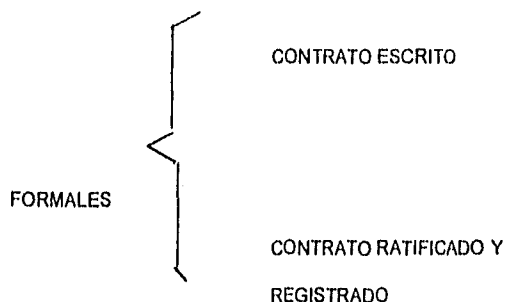 CONTRATO ESCRITO
FORMALES
CONTRATO RATIFICADO Y
REGISTRADO